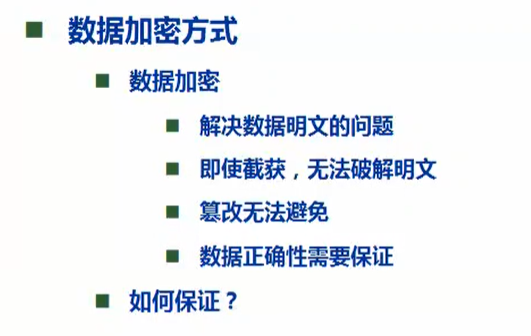 数据加密方式
数据加密
解决数据明文的问题
即使截获，无法破解明文
篡改无法避免
数据正确性需要保证
如何保证？